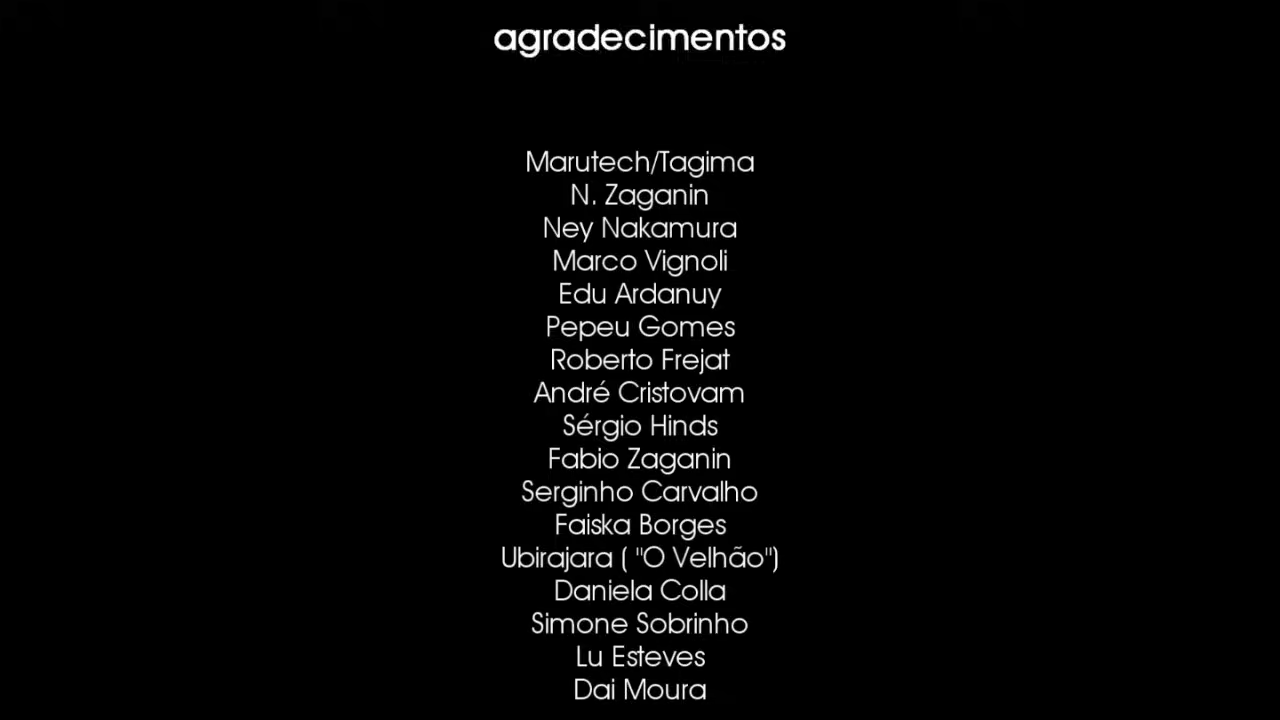 agradecimentos
Marutech/Tagima
N. Zaganin
Ney Nakamura
Marco Vignoli
Edu Ardanuy
Pepeu Gomes
Roberto Frejat
André Cristovam
Sérgio Hinds
Fabio Zaganin
Serginho Carvalho
Faiska Borges
Ubirajara ( "O Velhão")
Daniela Colla
Simone Sobrinho
Lu Esteves
Dai Moura